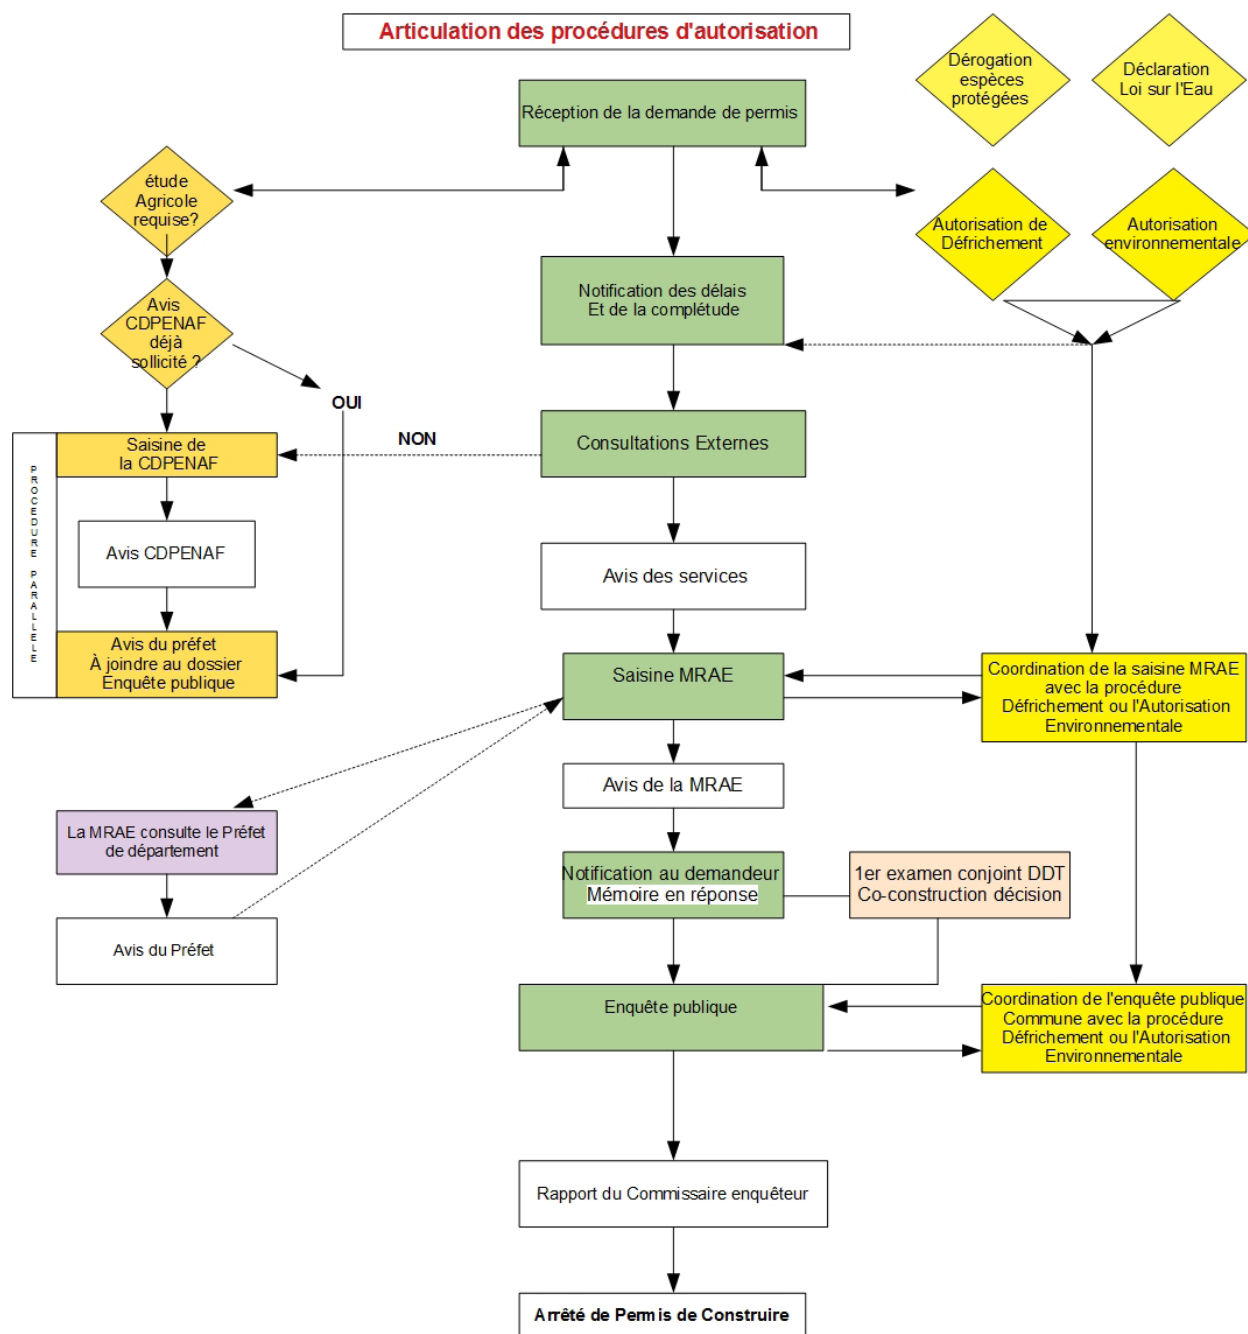 Articulation des procédures d'autorisation
Dérogation
espèces
protégées
Déclaration
Loi sur l'Eau
Réception de la demande de permis
étude
Agricole
requise?
Autorisation de
Défrichement
Autorisation
environnementale
Notification des délais
Et de la complétude
Avis
CDPENAF
déjà
sollicité ?
OUI
NON
Consultations Externes
Saisine de
la CDPENAF
PROCEDURE PARALLELE
Avis CDPENAF
Avis des services
Avis du préfet
À joindre au dossier
Enquête publique
Saisine MRAE
Coordination de la saisine MRAE
avec la procédure
Défrichement ou l'Autorisation
Environnementale
Avis de la MRAE
La MRAE consulte le Préfet
de département
Notification au demandeur
Mémoire en réponse
1er examen conjoint DDT
Co-construction décision
Avis du Préfet
Enquête publique
Coordination de l'enquête publique
Commune avec la procédure
Défrichement ou l'Autorisation
Environnementale
Rapport du Commissaire enquêteur
Arrêté de Permis de Construire